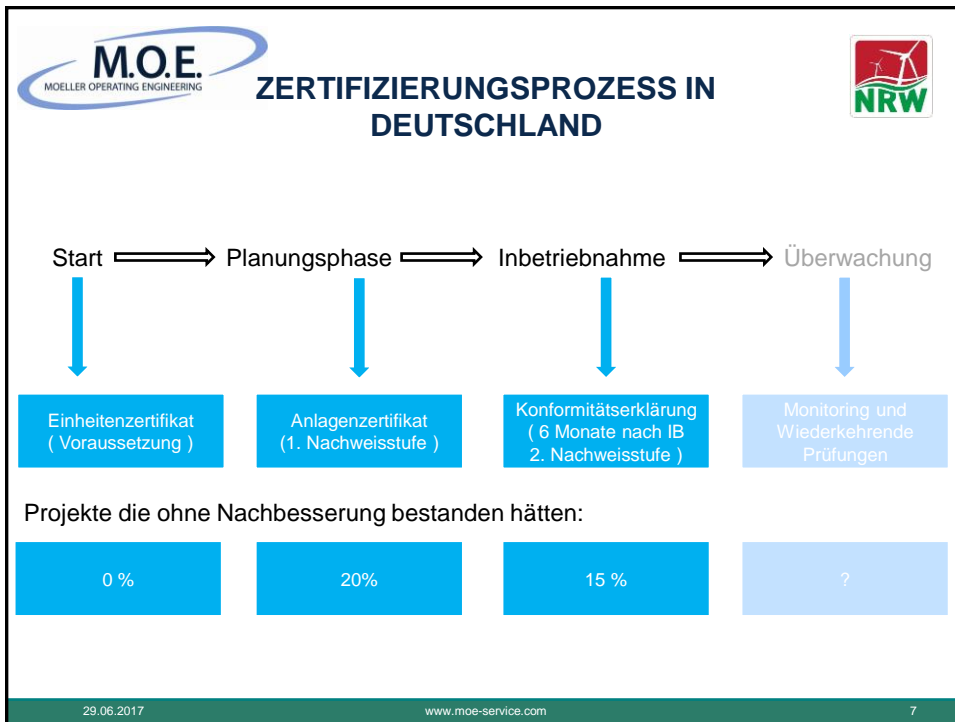 M.O.E.
MOELLER OPERATING ENGINEERING
ZERTIFIZIERUNGSPROZESS IN
DEUTSCHLAND
NRW
Start
Planungsphase
Inbetriebnahme
Überwachung
Einheitenzertifikat
( Voraussetzung )
Anlagenzertifikat
(1. Nachweisstufe )
Konformitätserklärung
( 6 Monate nach IB
2. Nachweisstufe )
Monitoring und
Wiederkehrende
Prüfungen
Projekte die ohne Nachbesserung bestanden hätten:
0 %
20%
15 %
?
29.06.2017
www.moe-service.com
7